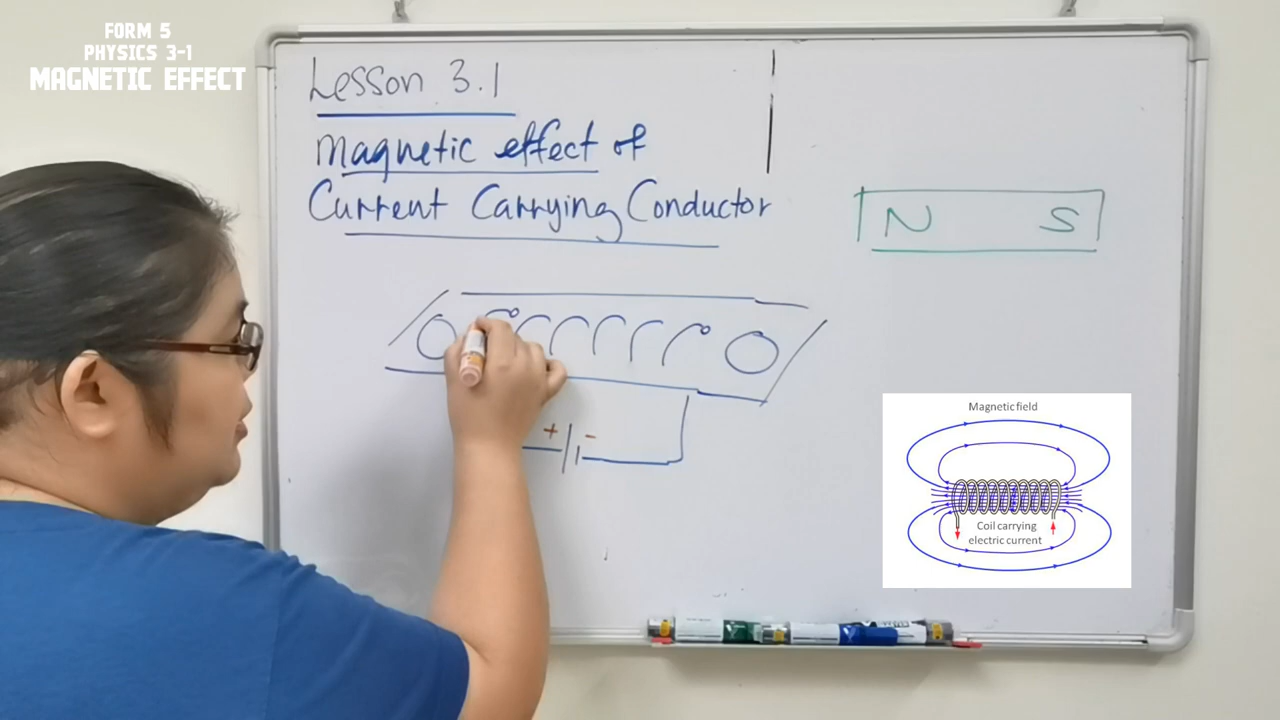 FORM 5
PHYSICS 3-1
MAGNETIC EFFECT
Lesson 3.1
Magnetic effect of
Current Carrying Conductor
N S
+ -
Magnetic field
Coil carrying
electric current